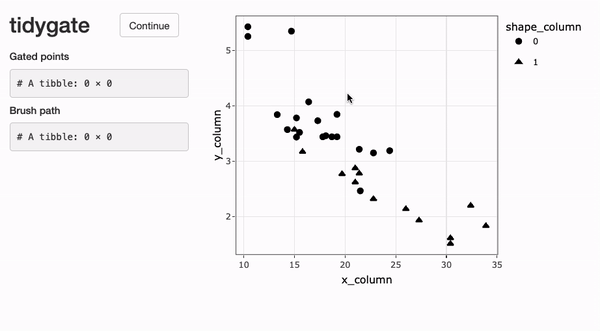 tidygate
Continue
Gated points
# A tibble: 0 × 0
Brush path
# A tibble: 0 × 0
y_column
5
4
3
2
10
15
20
25
30
35
x_column
shape_column
0
1